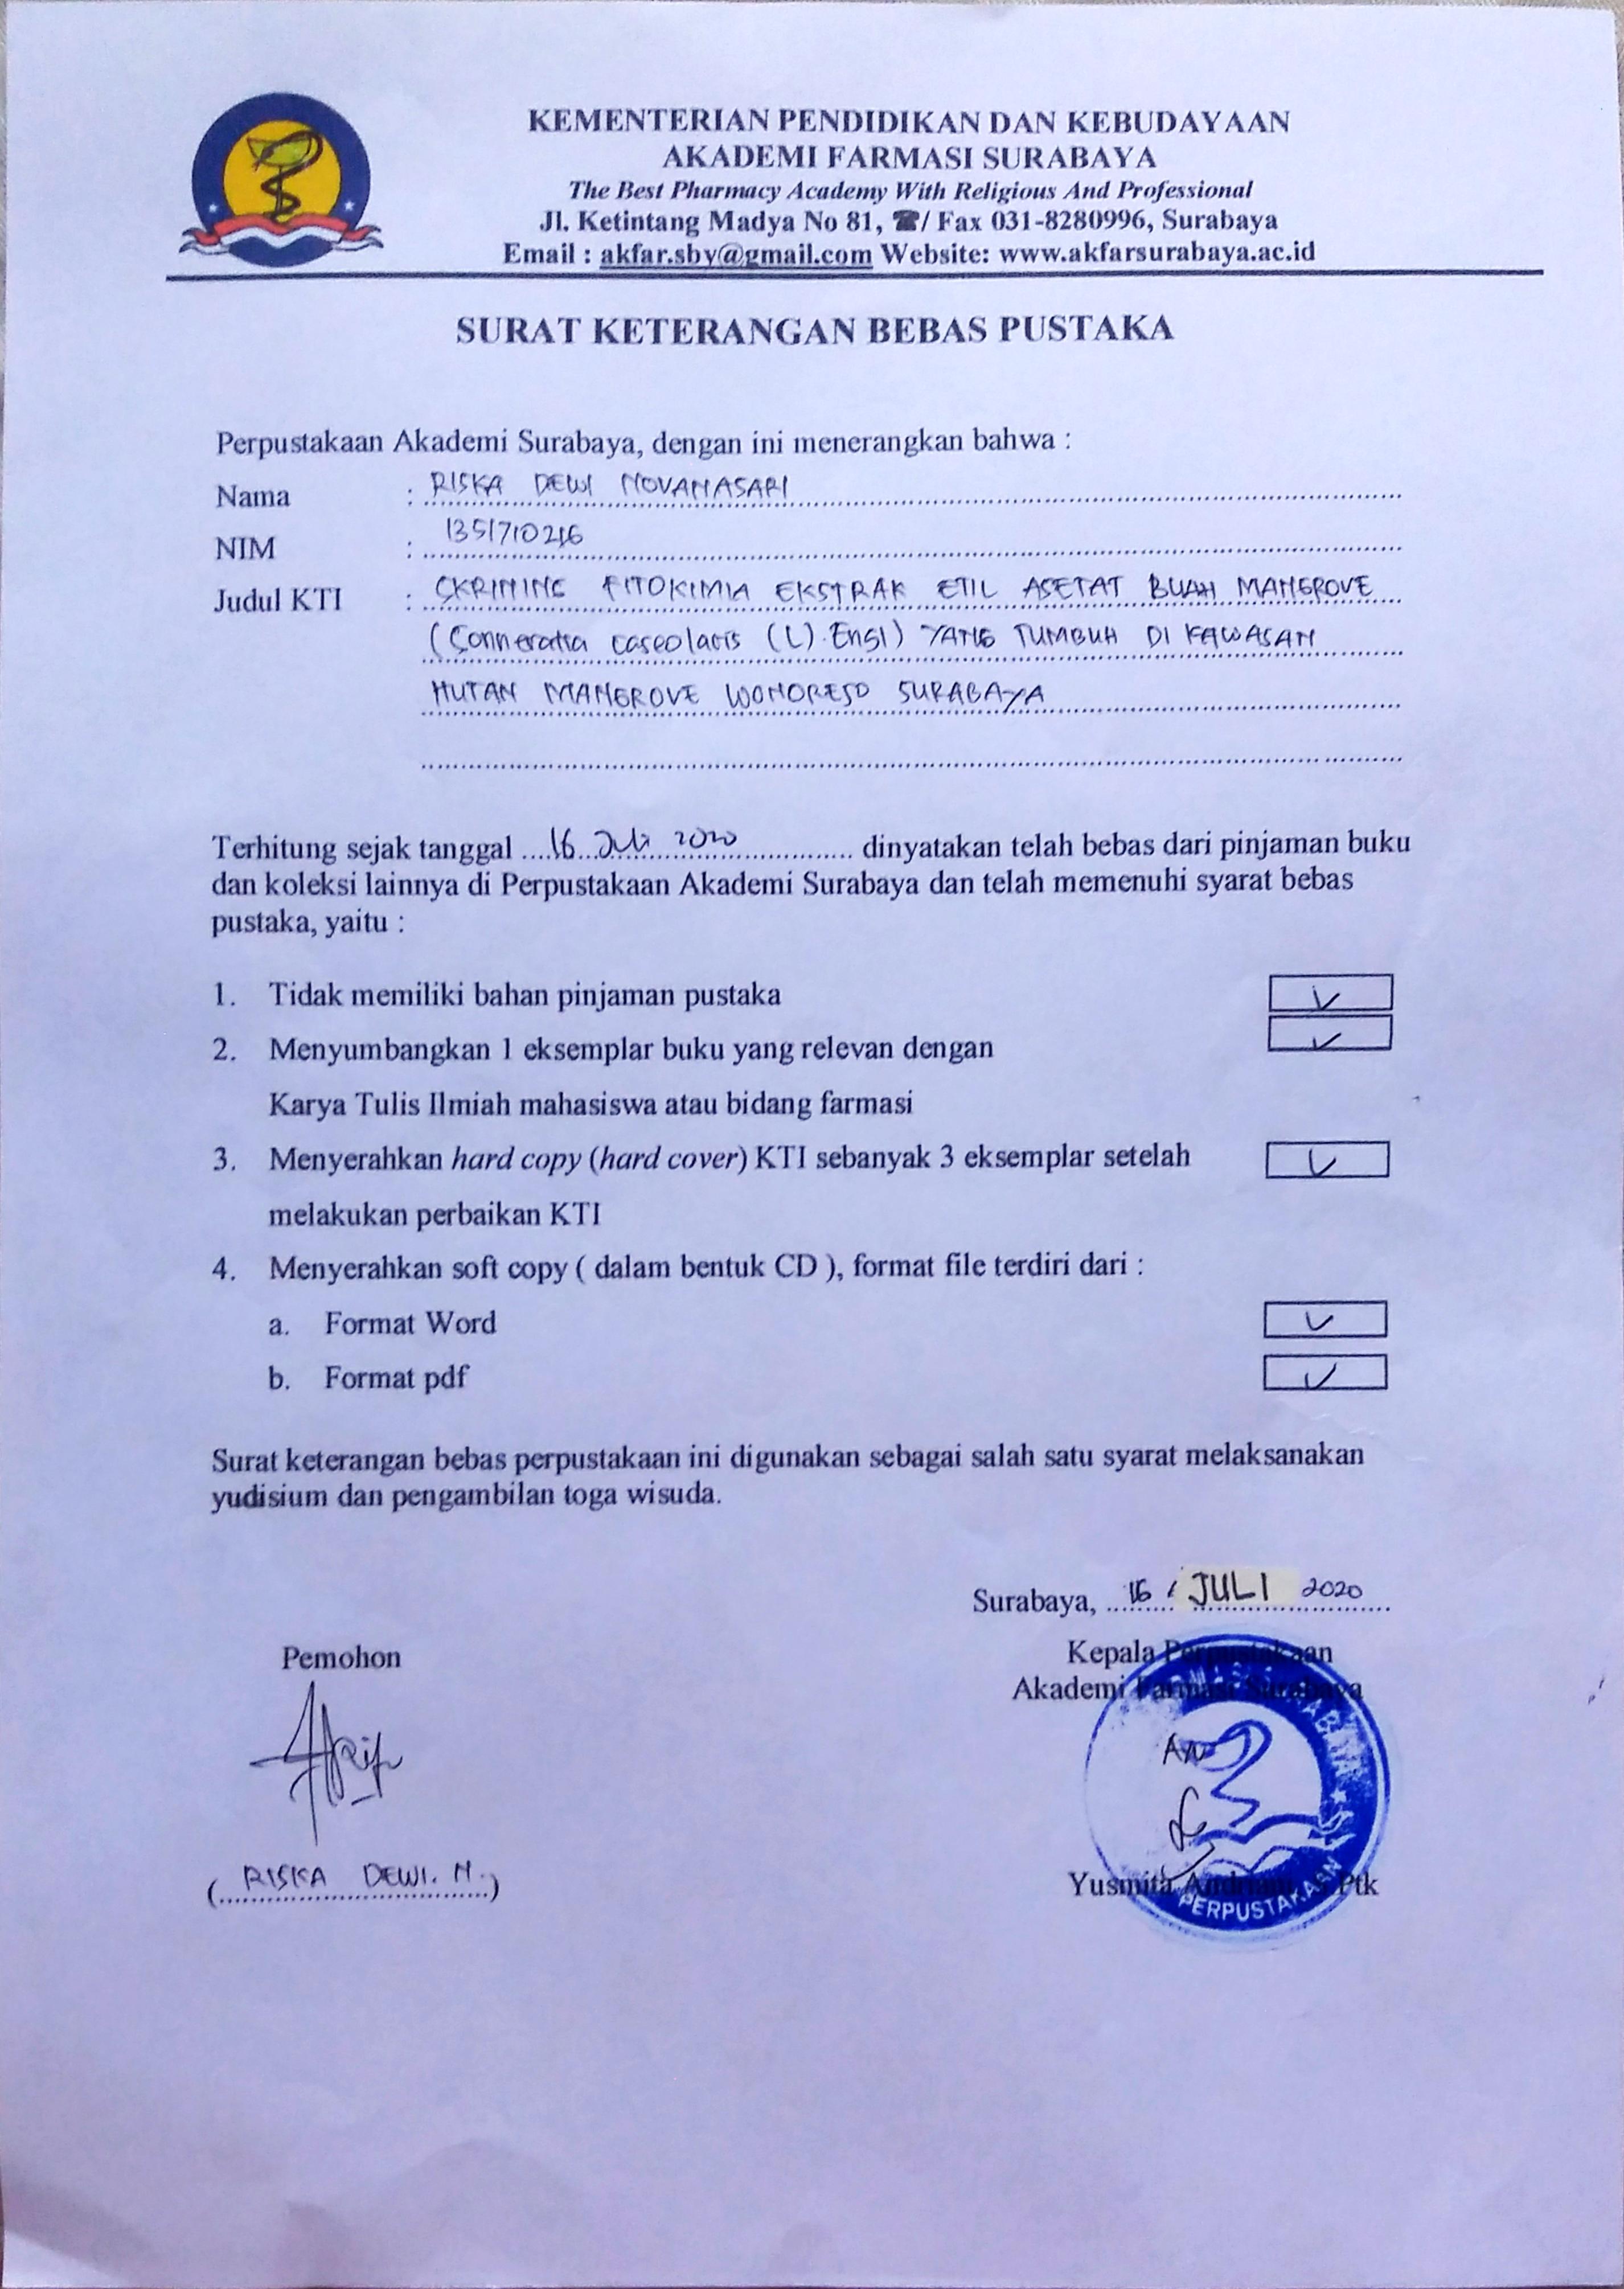 KEMENTERIAN PENDIDIKAN DAN KEBUDAYAAN
AKADEMI FARMASI SURABAYA
The Best Pharmacy Academy With Religious And Professional
Jl. Ketintang Madya No 81, ☎/ Fax 031-8280996, Surabaya
Email : akfar.sby@gmail.com Website: www.akfarsurabaya.ac.id
SURAT KETERANGAN BEBAS PUSTAKA
Perpustakaan Akademi Surabaya, dengan ini menerangkan bahwa :
Nama : RISKA DEWI NOVANASARI
NIM : 1351710216
Judul KTI : SKRINING FITOKIMIA EKSTRAK ETIL ASETAT BUAH MANGROVE
(Sonneratia caseolaris (L). Engl) YANG TUMBUH DI KAWASAN
HUTAN MANGROVE WONOREJO SURABAYA
Terhitung sejak tanggal 16 Juli 2020 dinyatakan telah bebas dari pinjaman buku
dan koleksi lainnya di Perpustakaan Akademi Surabaya dan telah memenuhi syarat bebas
pustaka, yaitu :
1. Tidak memiliki bahan pinjaman pustaka ✓
2. Menyumbangkan 1 eksemplar buku yang relevan dengan ✓
Karya Tulis Ilmiah mahasiswa atau bidang farmasi
3. Menyerahkan hard copy (hard cover) KTI sebanyak 3 eksemplar setelah ✓
melakukan perbaikan KTI
4. Menyerahkan soft copy ( dalam bentuk CD ), format file terdiri dari :
a. Format Word ✓
b. Format pdf ✓
Surat keterangan bebas perpustakaan ini digunakan sebagai salah satu syarat melaksanakan
yudisium dan pengambilan toga wisuda.
Surabaya, 16 / JULI 2020
Pemohon
Kepala Perpustakaan
Akademi Farmasi Surabaya
AN
(RISKA DEWI. N.)
Yusmita Andriani, S.Ptk
PERPUSTAKAAN